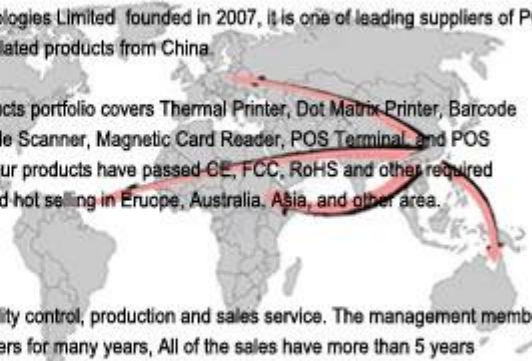 ologies Limited founded in 2007, it is one of leading suppliers of P
lated products from China.
ucts portfolio covers Thermal Printer, Dot Matrix Printer, Barcode
de Scanner, Magnetic Card Reader, POS Terminal, and POS
ur products have passed CE, FCC, RoHS and other required
d hot selling in Eruope, Australia, Asia, and other area.
lity control, production and sales service. The management memb
ers for many years, All of the sales have more than 5 years